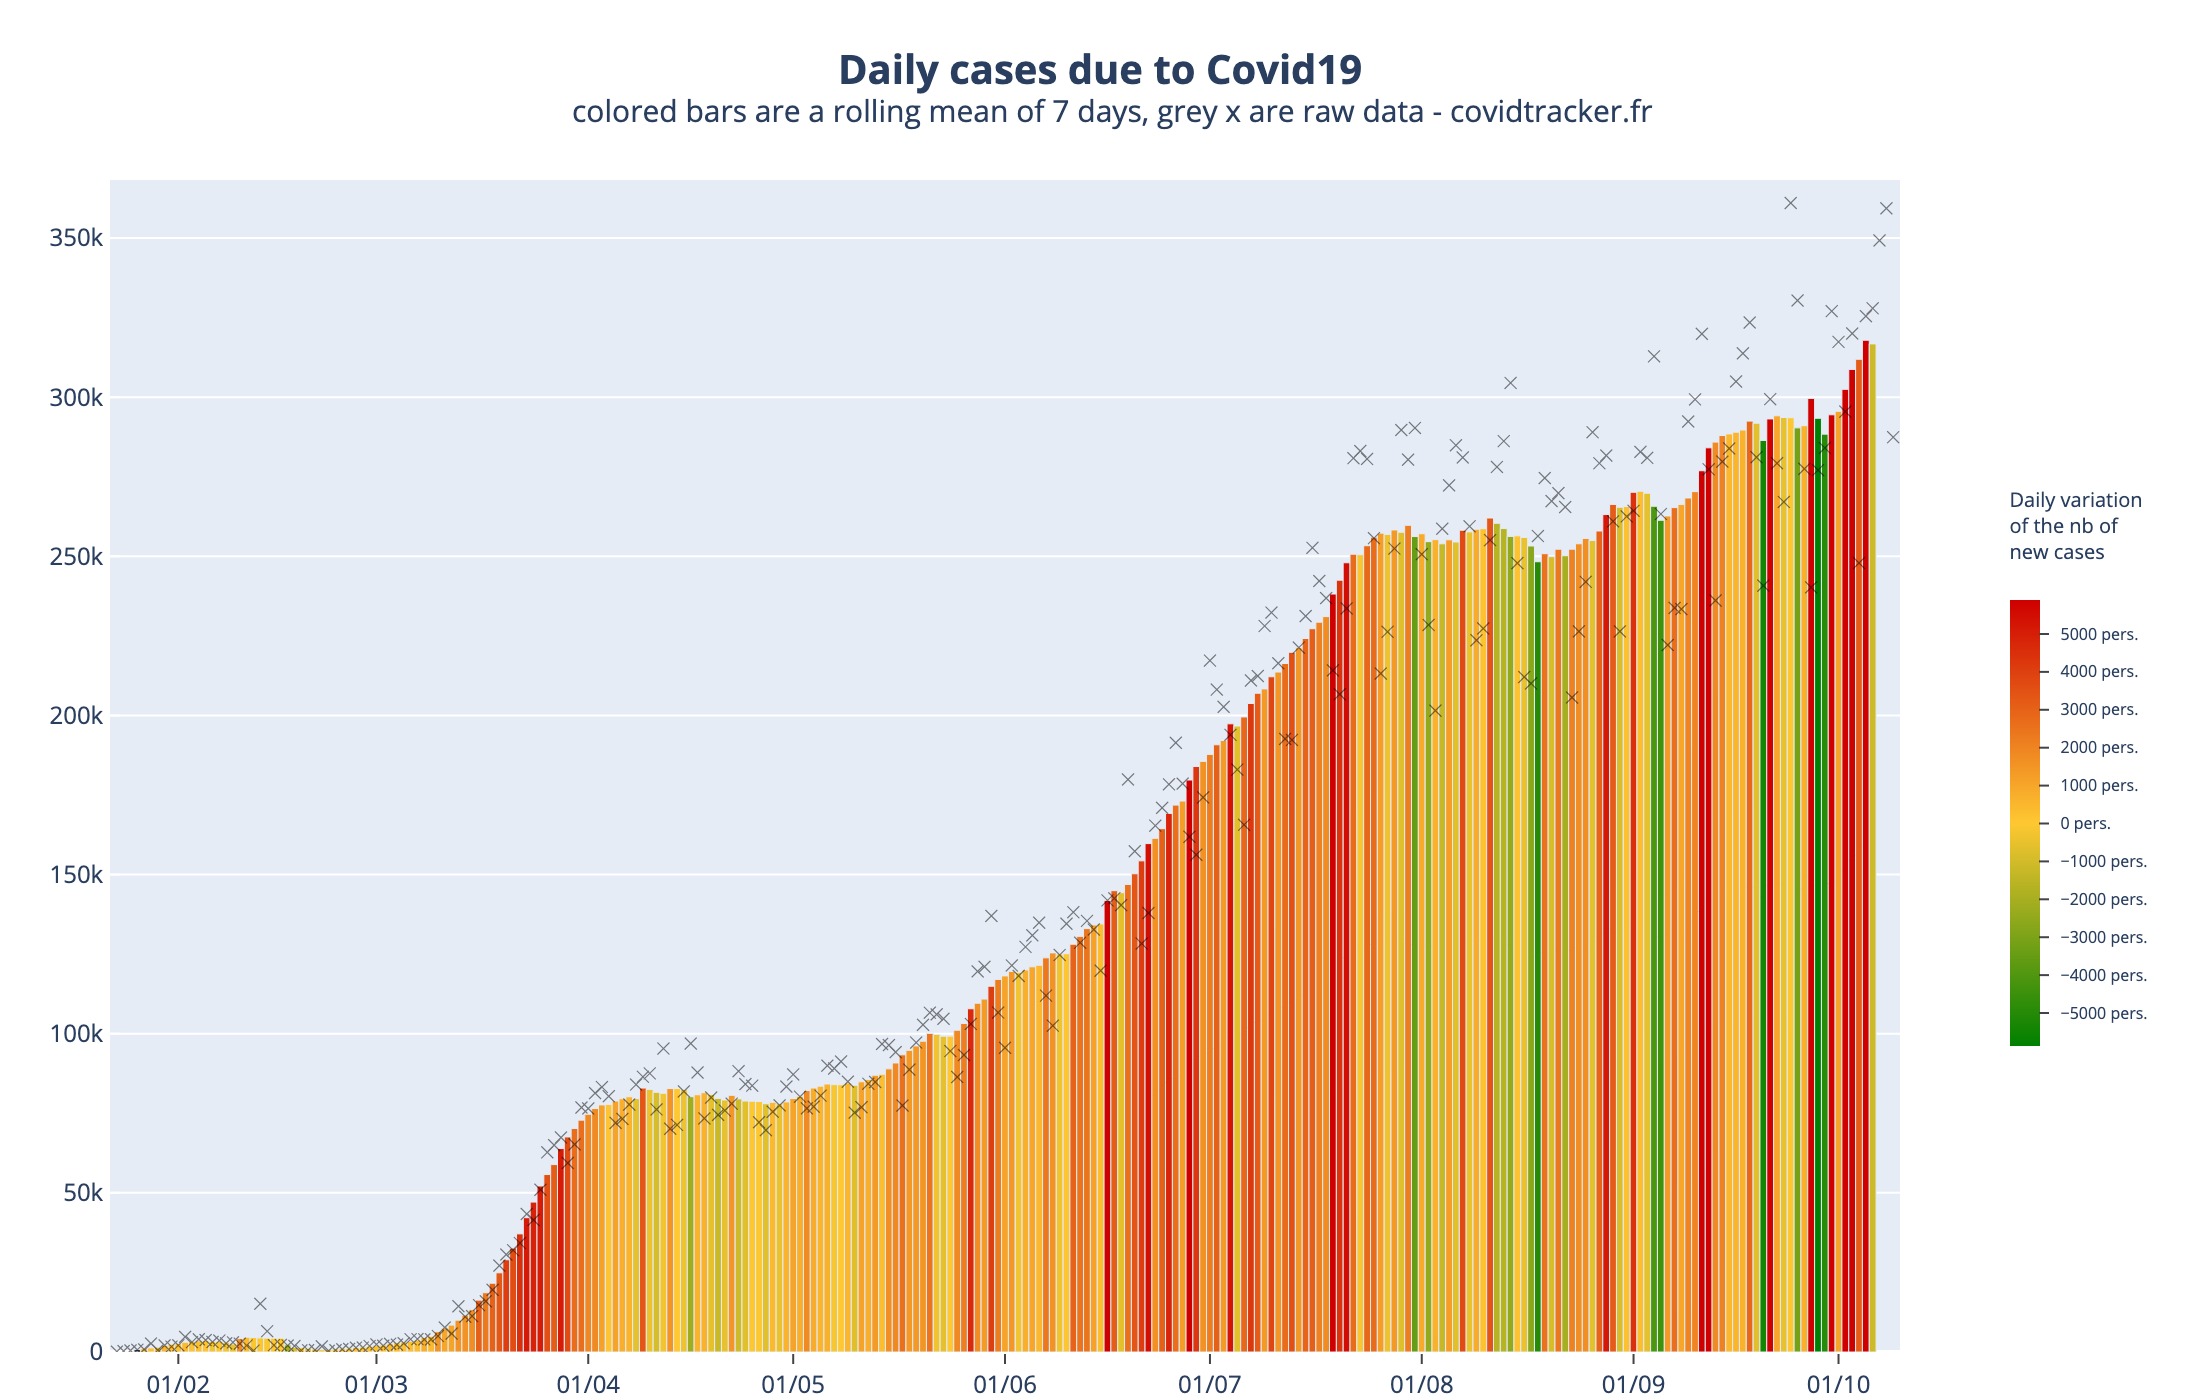 Daily cases due to Covid19
colored bars are a rolling mean of 7 days, grey x are raw data - covidtracker.fr
350k
300k
250k
200k
150k
100k
50k
0
01/02
01/03
01/04
01/05
01/06
01/07
01/08
01/09
01/10
Daily variation
of the nb of
new cases
5000 pers.
4000 pers.
3000 pers.
2000 pers.
1000 pers.
0 pers.
−1000 pers.
−2000 pers.
−3000 pers.
−4000 pers.
−5000 pers.